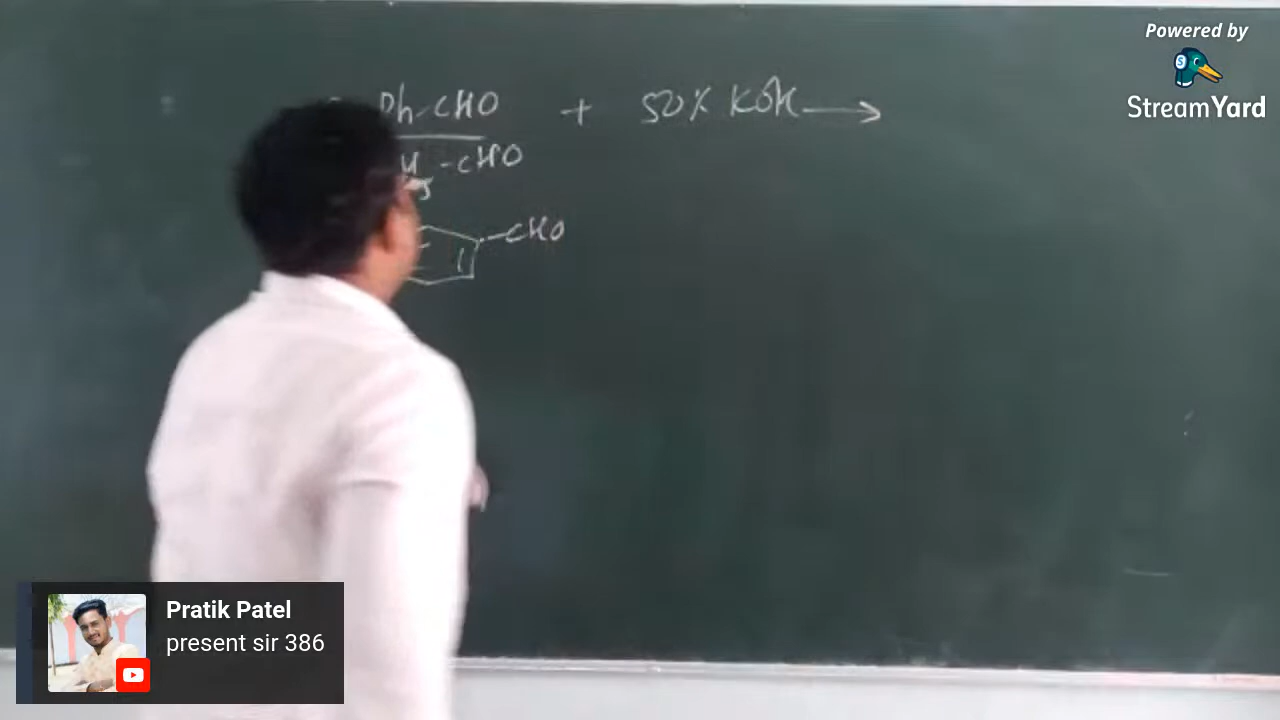 Powered by
StreamYard
Ph-CHO + 50% KOH →
-CHO
-CHO
Pratik Patel
present sir 386